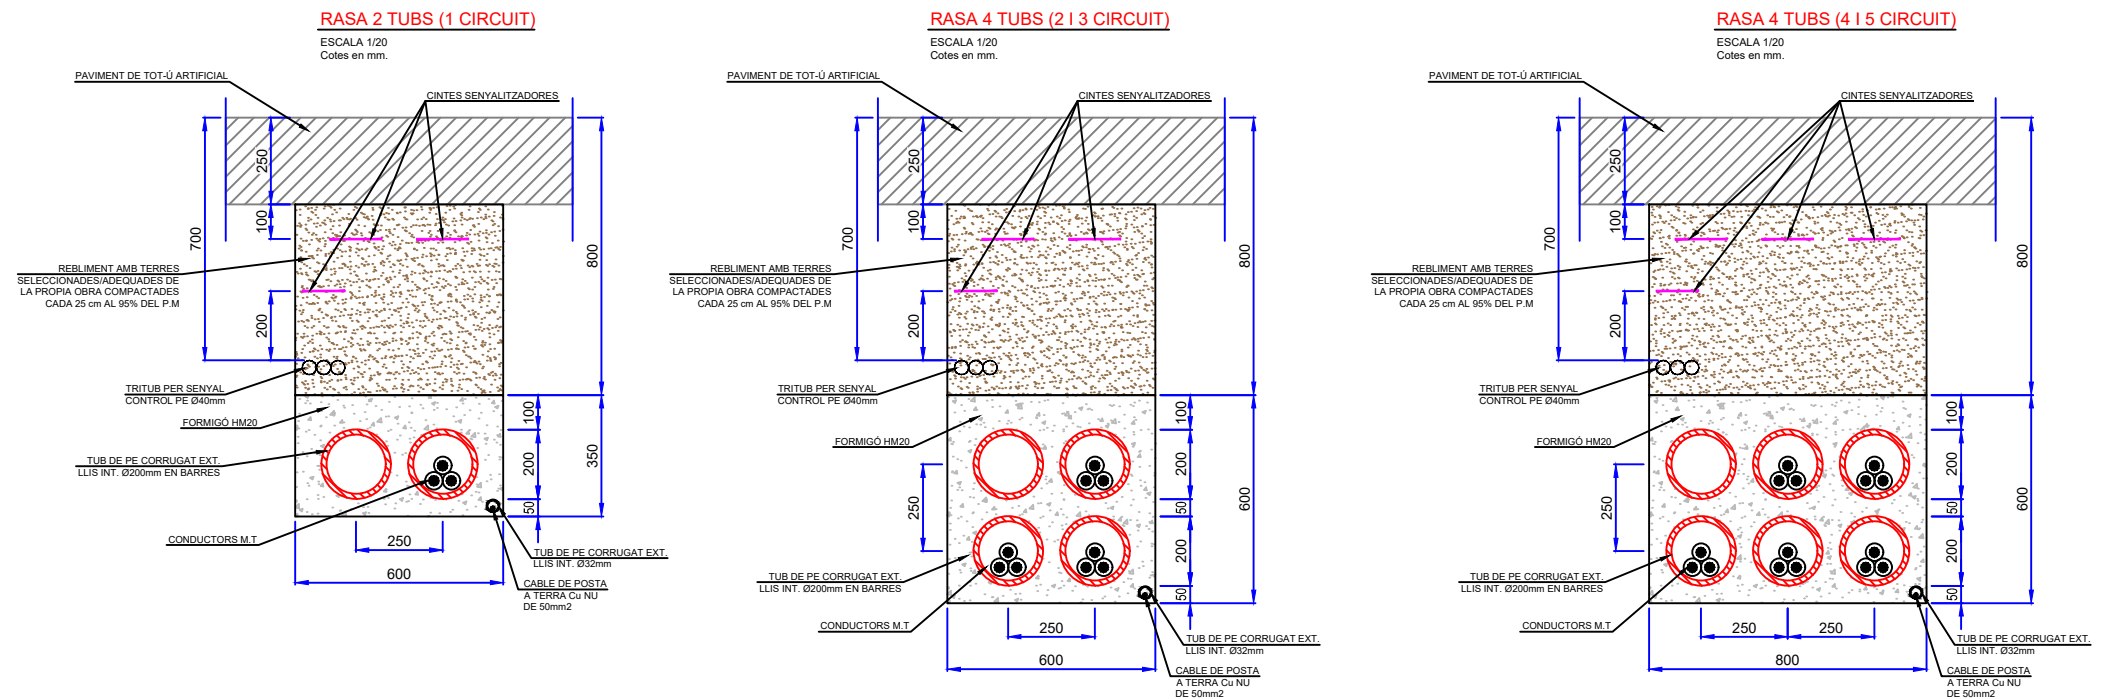 RASA 2 TUBS (1 CIRCUIT)
ESCALA 1/20
Cotes en mm.
PAVIMENT DE TOT-Ú ARTIFICIAL
CINTES SENYALITZADORES
250
100
700
800
REBLIMENT AMB TERRES
SELECCIONADES/ADEQUADES DE
LA PROPIA OBRA COMPACTADES
CADA 25 cm AL 95% DEL P.M
200
TRITUB PER SENYAL
CONTROL PE Ø40mm
FORMIGÓ HM20
100
TUB DE PE CORRUGAT EXT.
LLIS INT. Ø200mm EN BARRES
200
350
50
CONDUCTORS M.T
250
TUB DE PE CORRUGAT EXT.
LLIS INT. Ø32mm
600
CABLE DE POSTA
A TERRA Cu NU
DE 50mm2
RASA 4 TUBS (2 I 3 CIRCUIT)
ESCALA 1/20
Cotes en mm.
PAVIMENT DE TOT-Ú ARTIFICIAL
CINTES SENYALITZADORES
250
100
700
800
REBLIMENT AMB TERRES
SELECCIONADES/ADEQUADES DE
LA PROPIA OBRA COMPACTADES
CADA 25 cm AL 95% DEL P.M
200
TRITUB PER SENYAL
CONTROL PE Ø40mm
FORMIGÓ HM20
100
200
250
50
600
200
TUB DE PE CORRUGAT EXT.
LLIS INT. Ø200mm EN BARRES
50
CONDUCTORS M.T
250
TUB DE PE CORRUGAT EXT.
LLIS INT. Ø32mm
600
CABLE DE POSTA
A TERRA Cu NU
DE 50mm2
RASA 4 TUBS (4 I 5 CIRCUIT)
ESCALA 1/20
Cotes en mm.
PAVIMENT DE TOT-Ú ARTIFICIAL
CINTES SENYALITZADORES
250
100
700
800
REBLIMENT AMB TERRES
SELECCIONADES/ADEQUADES DE
LA PROPIA OBRA COMPACTADES
CADA 25 cm AL 95% DEL P.M
200
TRITUB PER SENYAL
CONTROL PE Ø40mm
FORMIGÓ HM20
100
200
250
50
600
200
TUB DE PE CORRUGAT EXT.
LLIS INT. Ø200mm EN BARRES
50
CONDUCTORS M.T
250
250
TUB DE PE CORRUGAT EXT.
LLIS INT. Ø32mm
800
CABLE DE POSTA
A TERRA Cu NU
DE 50mm2